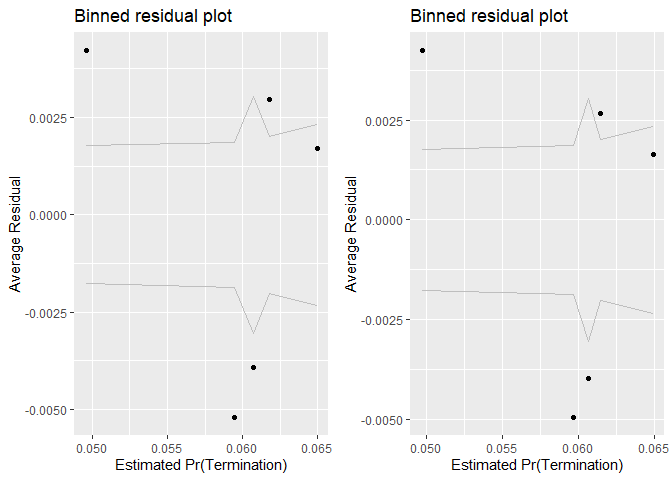 Binned residual plot
Average Residual
0.0025
0.0000
-0.0025
-0.0050
0.050 0.055 0.060 0.065
Estimated Pr(Termination)
Binned residual plot
Average Residual
0.0025
0.0000
-0.0025
-0.0050
0.050 0.055 0.060 0.065
Estimated Pr(Termination)